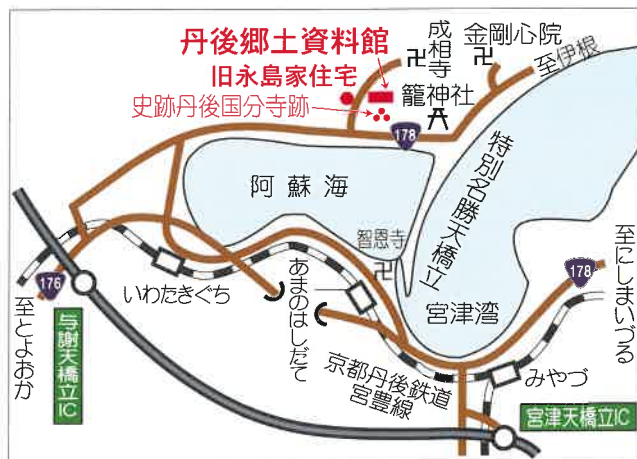 丹後郷土資料館
旧永島家住宅
史跡丹後国分寺跡
成相寺
金剛心院
至伊根
籠神社
178
阿蘇海
特別名勝天橋立
智恩寺
宮津湾
178
至にしまいづる
176
至とよおか
いわたきぐち
あまのはしだて
与謝天橋立IC
京都丹後鉄道
宮豊線
みやづ
宮津天橋立IC